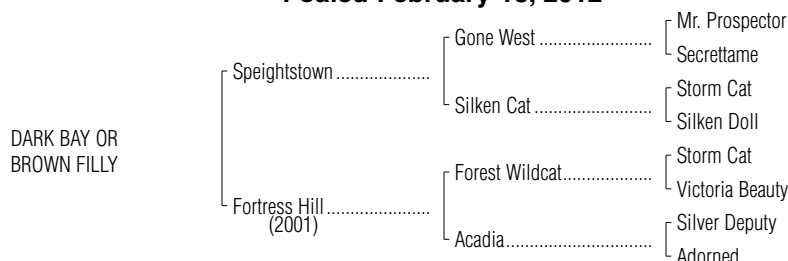 Foaled February 18, 2012
Mr. Prospector
Gone West
Secrettame
Speightstown
Storm Cat
Silken Cat
Silken Doll
DARK BAY OR
BROWN FILLY
Storm Cat
Forest Wildcat
Victoria Beauty
Fortress Hill
(2001)
Silver Deputy
Acadia
Adorned